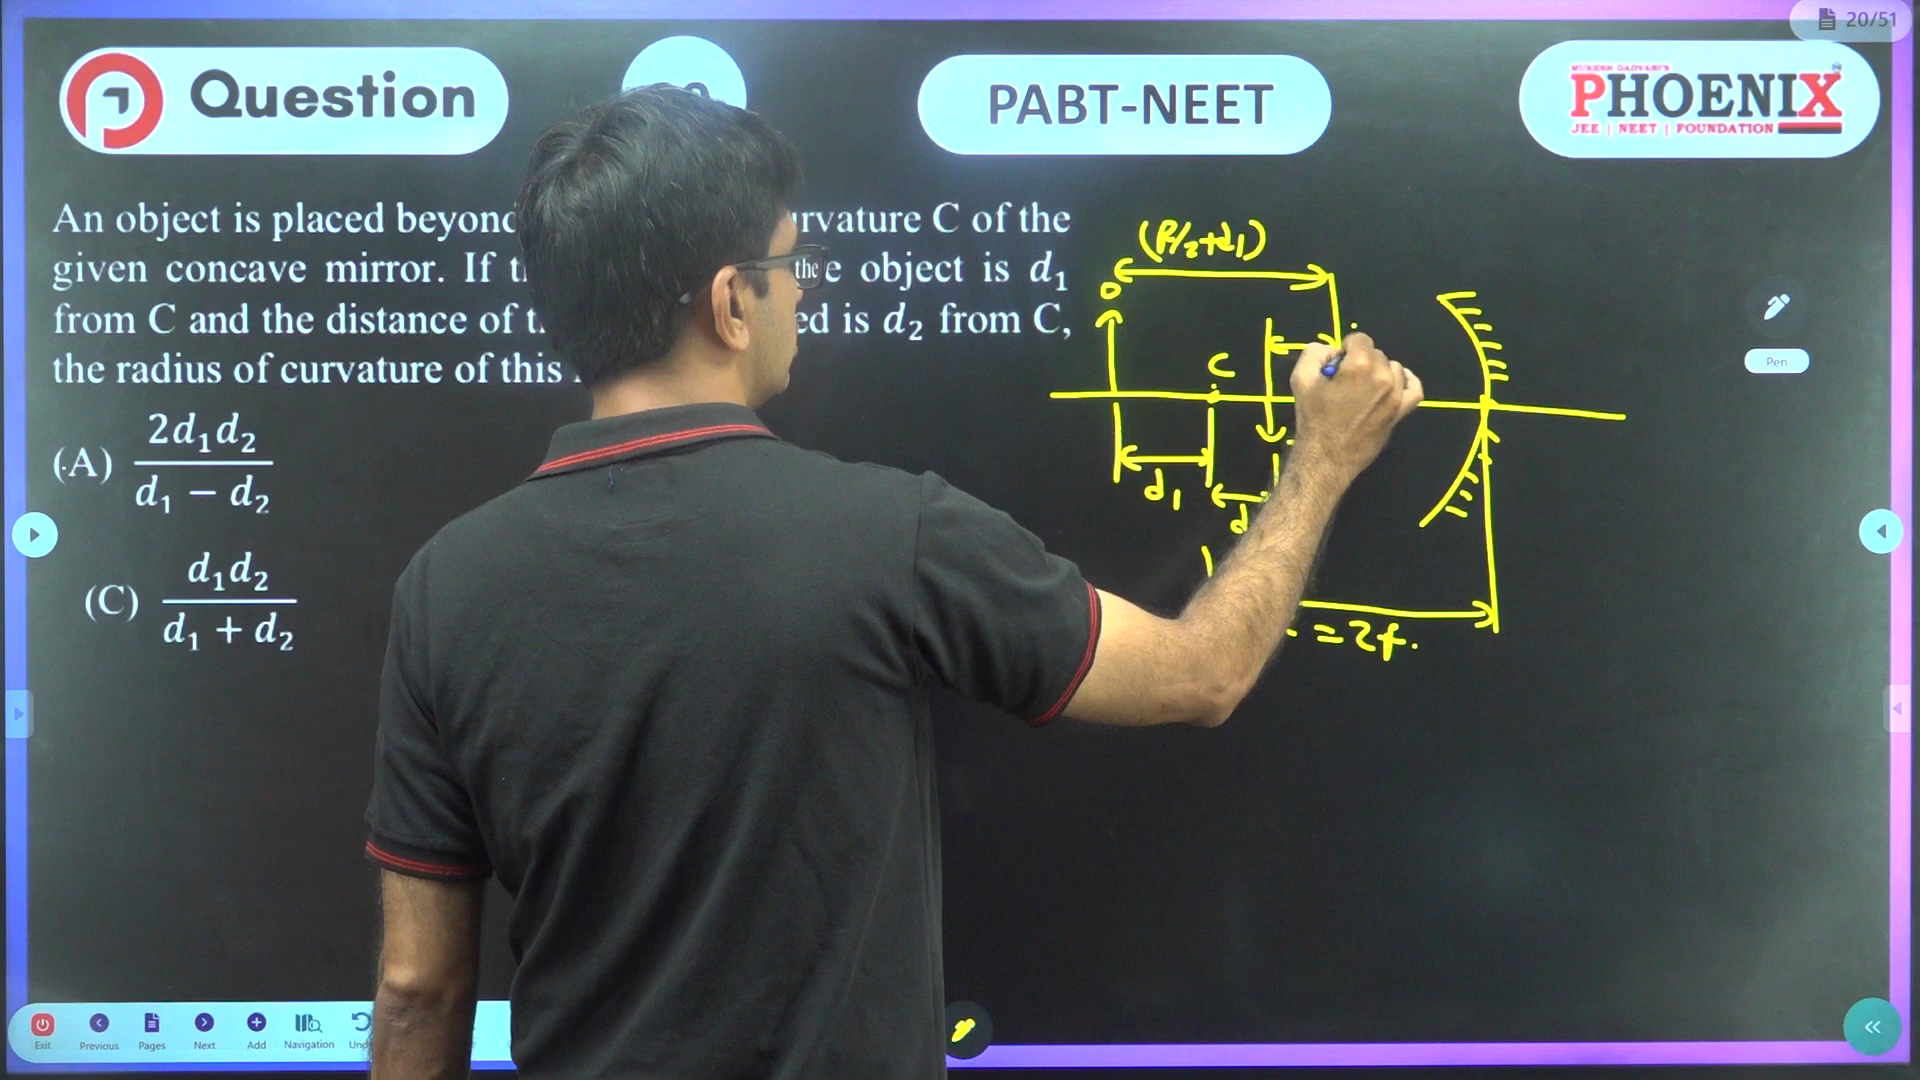 20/51
Question
PABT-NEET
PHOENIX
JEE | NEET | FOUNDATION
An object is placed beyond urvature C of the
given concave mirror. If the object is d₁
from C and the distance of ed is d₂ from C,
the radius of curvature of this
(A) 2d₁d₂
d₁ − d₂
(C) d₁d₂
d₁ + d₂
(R/2+d₁)
O
C
d₁
d
=2f.
Pen
Exit
Previous
Pages
Next
Add
Navigation